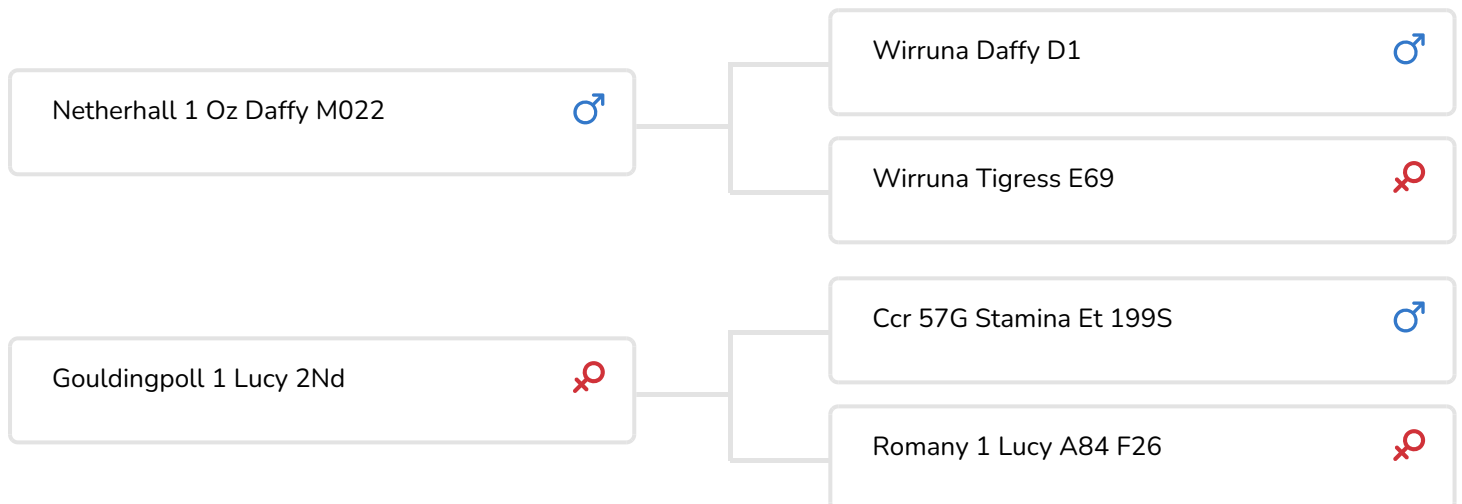 Wirruna Daffy D1
Netherhall 1 Oz Daffy M022
Wirruna Tigress E69
Ccr 57G Stamina Et 199S
Gouldingpoll 1 Lucy 2Nd
Romany 1 Lucy A84 F26